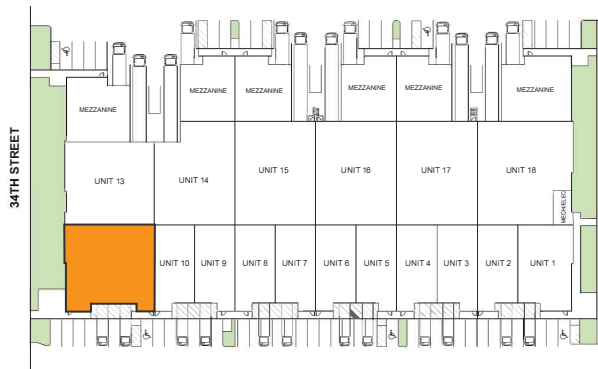 34TH STREET
MEZZANINE
MEZZANINE
MEZZANINE
MEZZANINE
MEZZANINE
MEZZANINE
UNIT 13
UNIT 14
UNIT 15
UNIT 16
UNIT 17
UNIT 18
MECH/ELEC
UNIT 10
UNIT 9
UNIT 8
UNIT 7
UNIT 6
UNIT 5
UNIT 4
UNIT 3
UNIT 2
UNIT 1